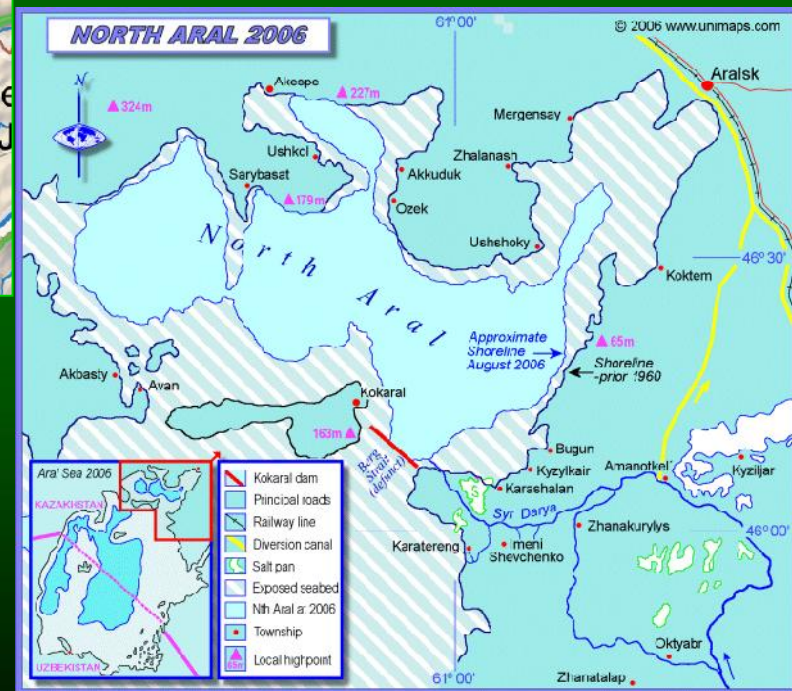 NORTH ARAL 2006
61° 00'
© 2006 www.unimaps.com
N
324m
227m
Aralsk
Mergensay
Ushkol
Zhalanash
Sarybasat
Akkuduk
179m
Ozek
North Aral
Ushshoky
46° 30'
Koktem
Approximate
Shoreline
August 2006
65m
Shoreline
-prior 1960
Akbasty
Avan
Kokaral
163m
Berg
Strait
(defunct)
Bugun
Kyzylkair
Amanotkel
Kyziljar
Karashalan
Syr Darya
Zhanakurylys
46° 00'
Karatereng
Imeni
Shevchenko
Oktyabr
Zhanatalap
61° 00'
Aral Sea 2006
KAZAKHSTAN
UZBEKISTAN
Kokaral dam
Principal roads
Railway line
Diversion canal
Salt pan
Exposed seabed
Nth Aral a: 2006
Township
65m
Local highpoint